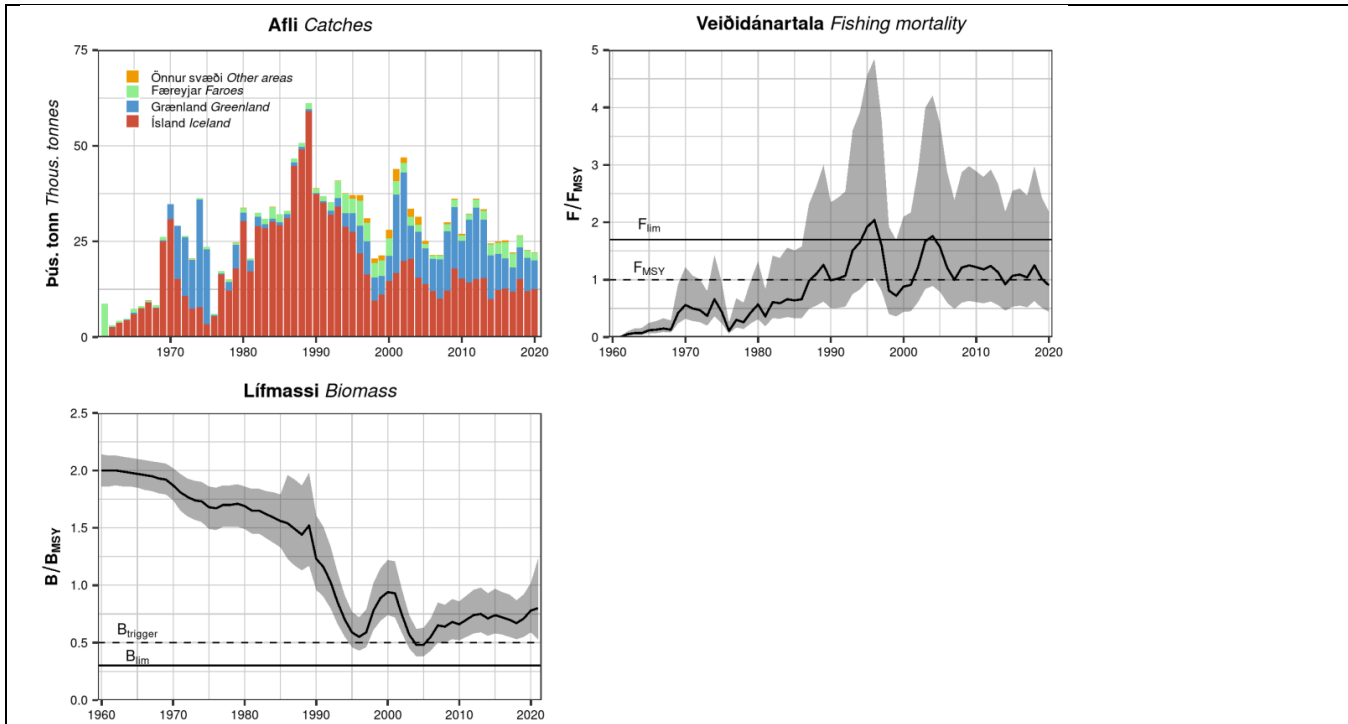 Afli Catches
Þús. tonn Thous. tonnes
75
50
25
0
Önnur svæði Other areas
Færeyjar Faroes
Grænland Greenland
Ísland Iceland
1970 1980 1990 2000 2010 2020
Veiðidánartala Fishing mortality
F/FMSY
5
4
3
2
1
0
Flim
FMSY
1960 1970 1980 1990 2000 2010 2020
Lífmassi Biomass
B/BMSY
2.5
2.0
1.5
1.0
0.5
0.0
Btrigger
Blim
1960 1970 1980 1990 2000 2010 2020